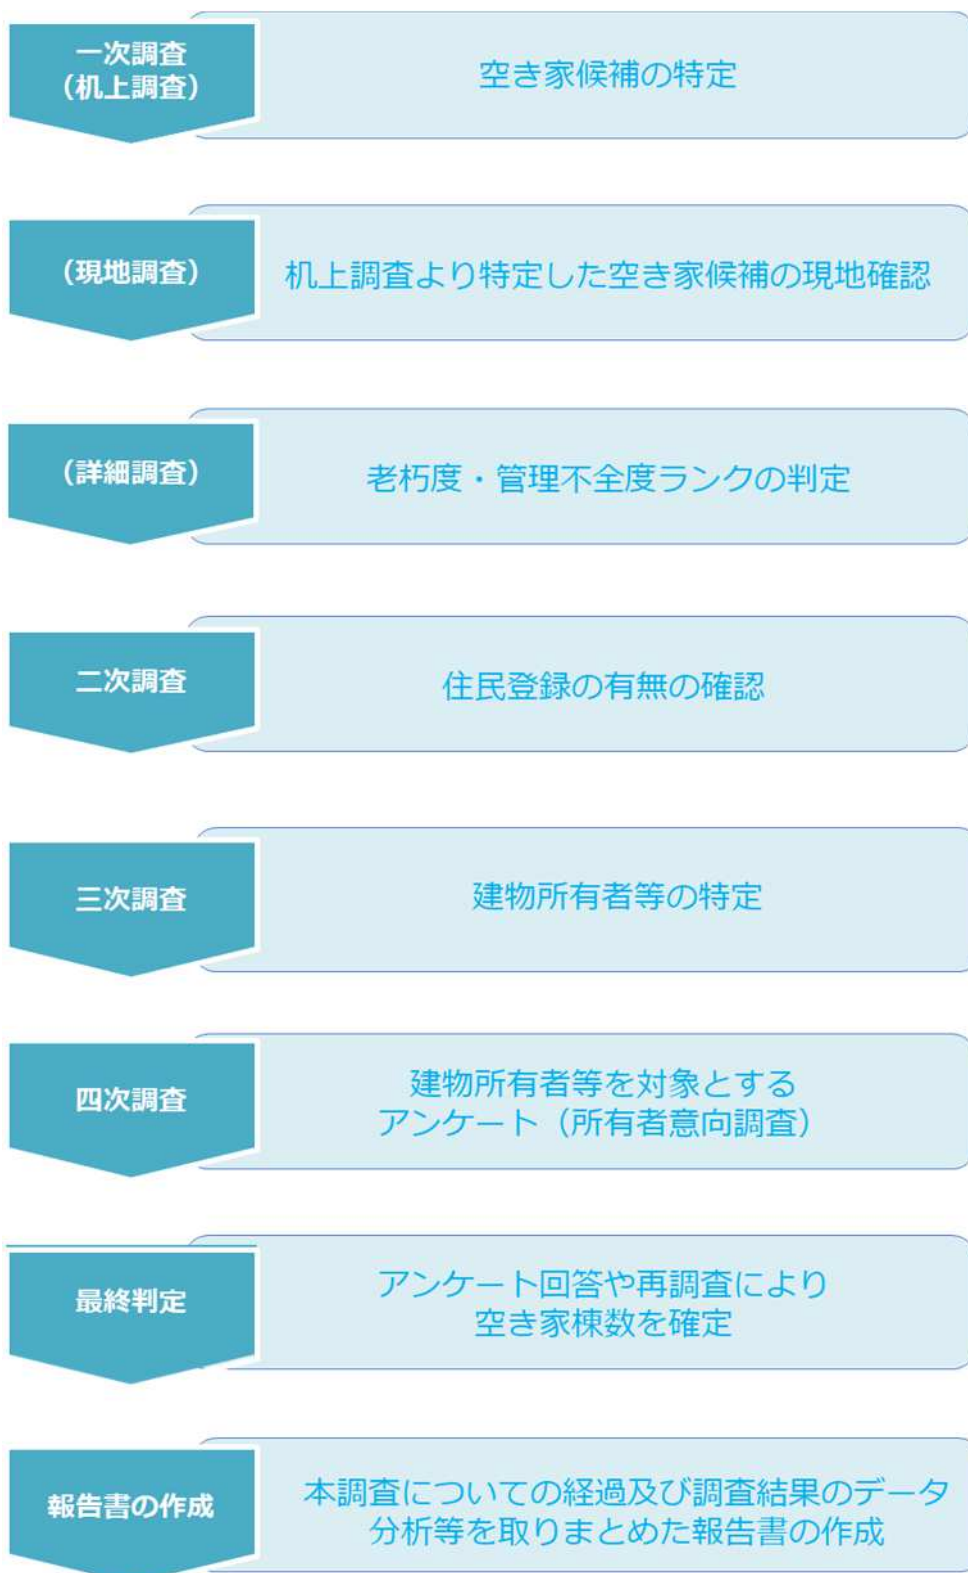 一次調査
（机上調査）
空き家候補の特定
（現地調査）
机上調査より特定した空き家候補の現地確認
（詳細調査）
老朽度・管理不全度ランクの判定
二次調査
住民登録の有無の確認
三次調査
建物所有者等の特定
四次調査
建物所有者等を対象とする
アンケート（所有者意向調査）
最終判定
アンケート回答や再調査により
空き家棟数を確定
報告書の作成
本調査についての経過及び調査結果のデータ
分析等を取りまとめた報告書の作成